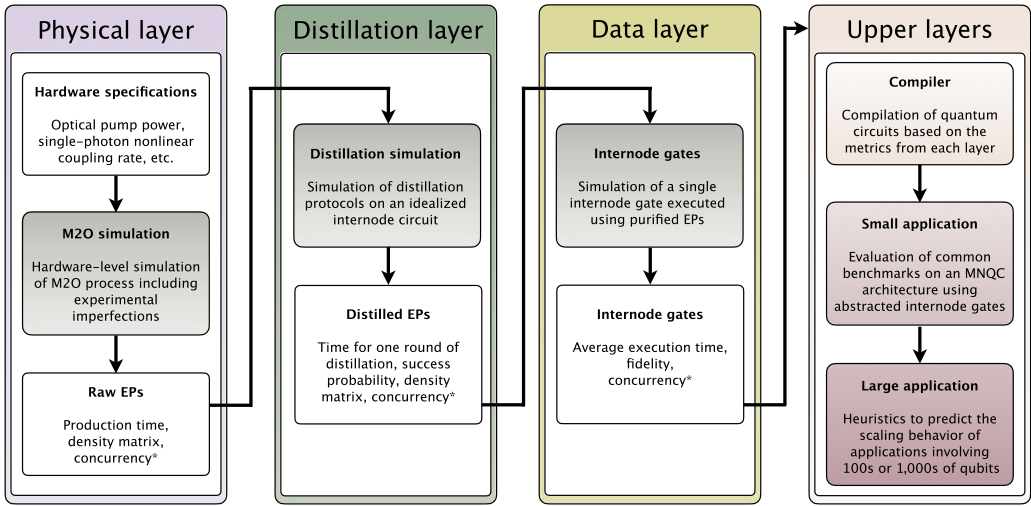 Physical layer
Hardware specifications
Optical pump power,
single-photon nonlinear
coupling rate, etc.
M2O simulation
Hardware-level simulation
of M2O process including
experimental
imperfections
Raw EPs
Production time,
density matrix,
concurrency*
Distillation layer
Distillation simulation
Simulation of distillation
protocols on an idealized
internode circuit
Distilled EPs
Time for one round of
distillation, success
probability, density
matrix, concurrency*
Data layer
Internode gates
Simulation of a single
internode gate executed
using purified EPs
Internode gates
Average execution time,
fidelity,
concurrency*
Upper layers
Compiler
Compilation of quantum
circuits based on the
metrics from each layer
Small application
Evaluation of common
benchmarks on an MNQC
architecture using
abstracted internode gates
Large application
Heuristics to predict the
scaling behavior of
applications involving
100s or 1,000s of qubits